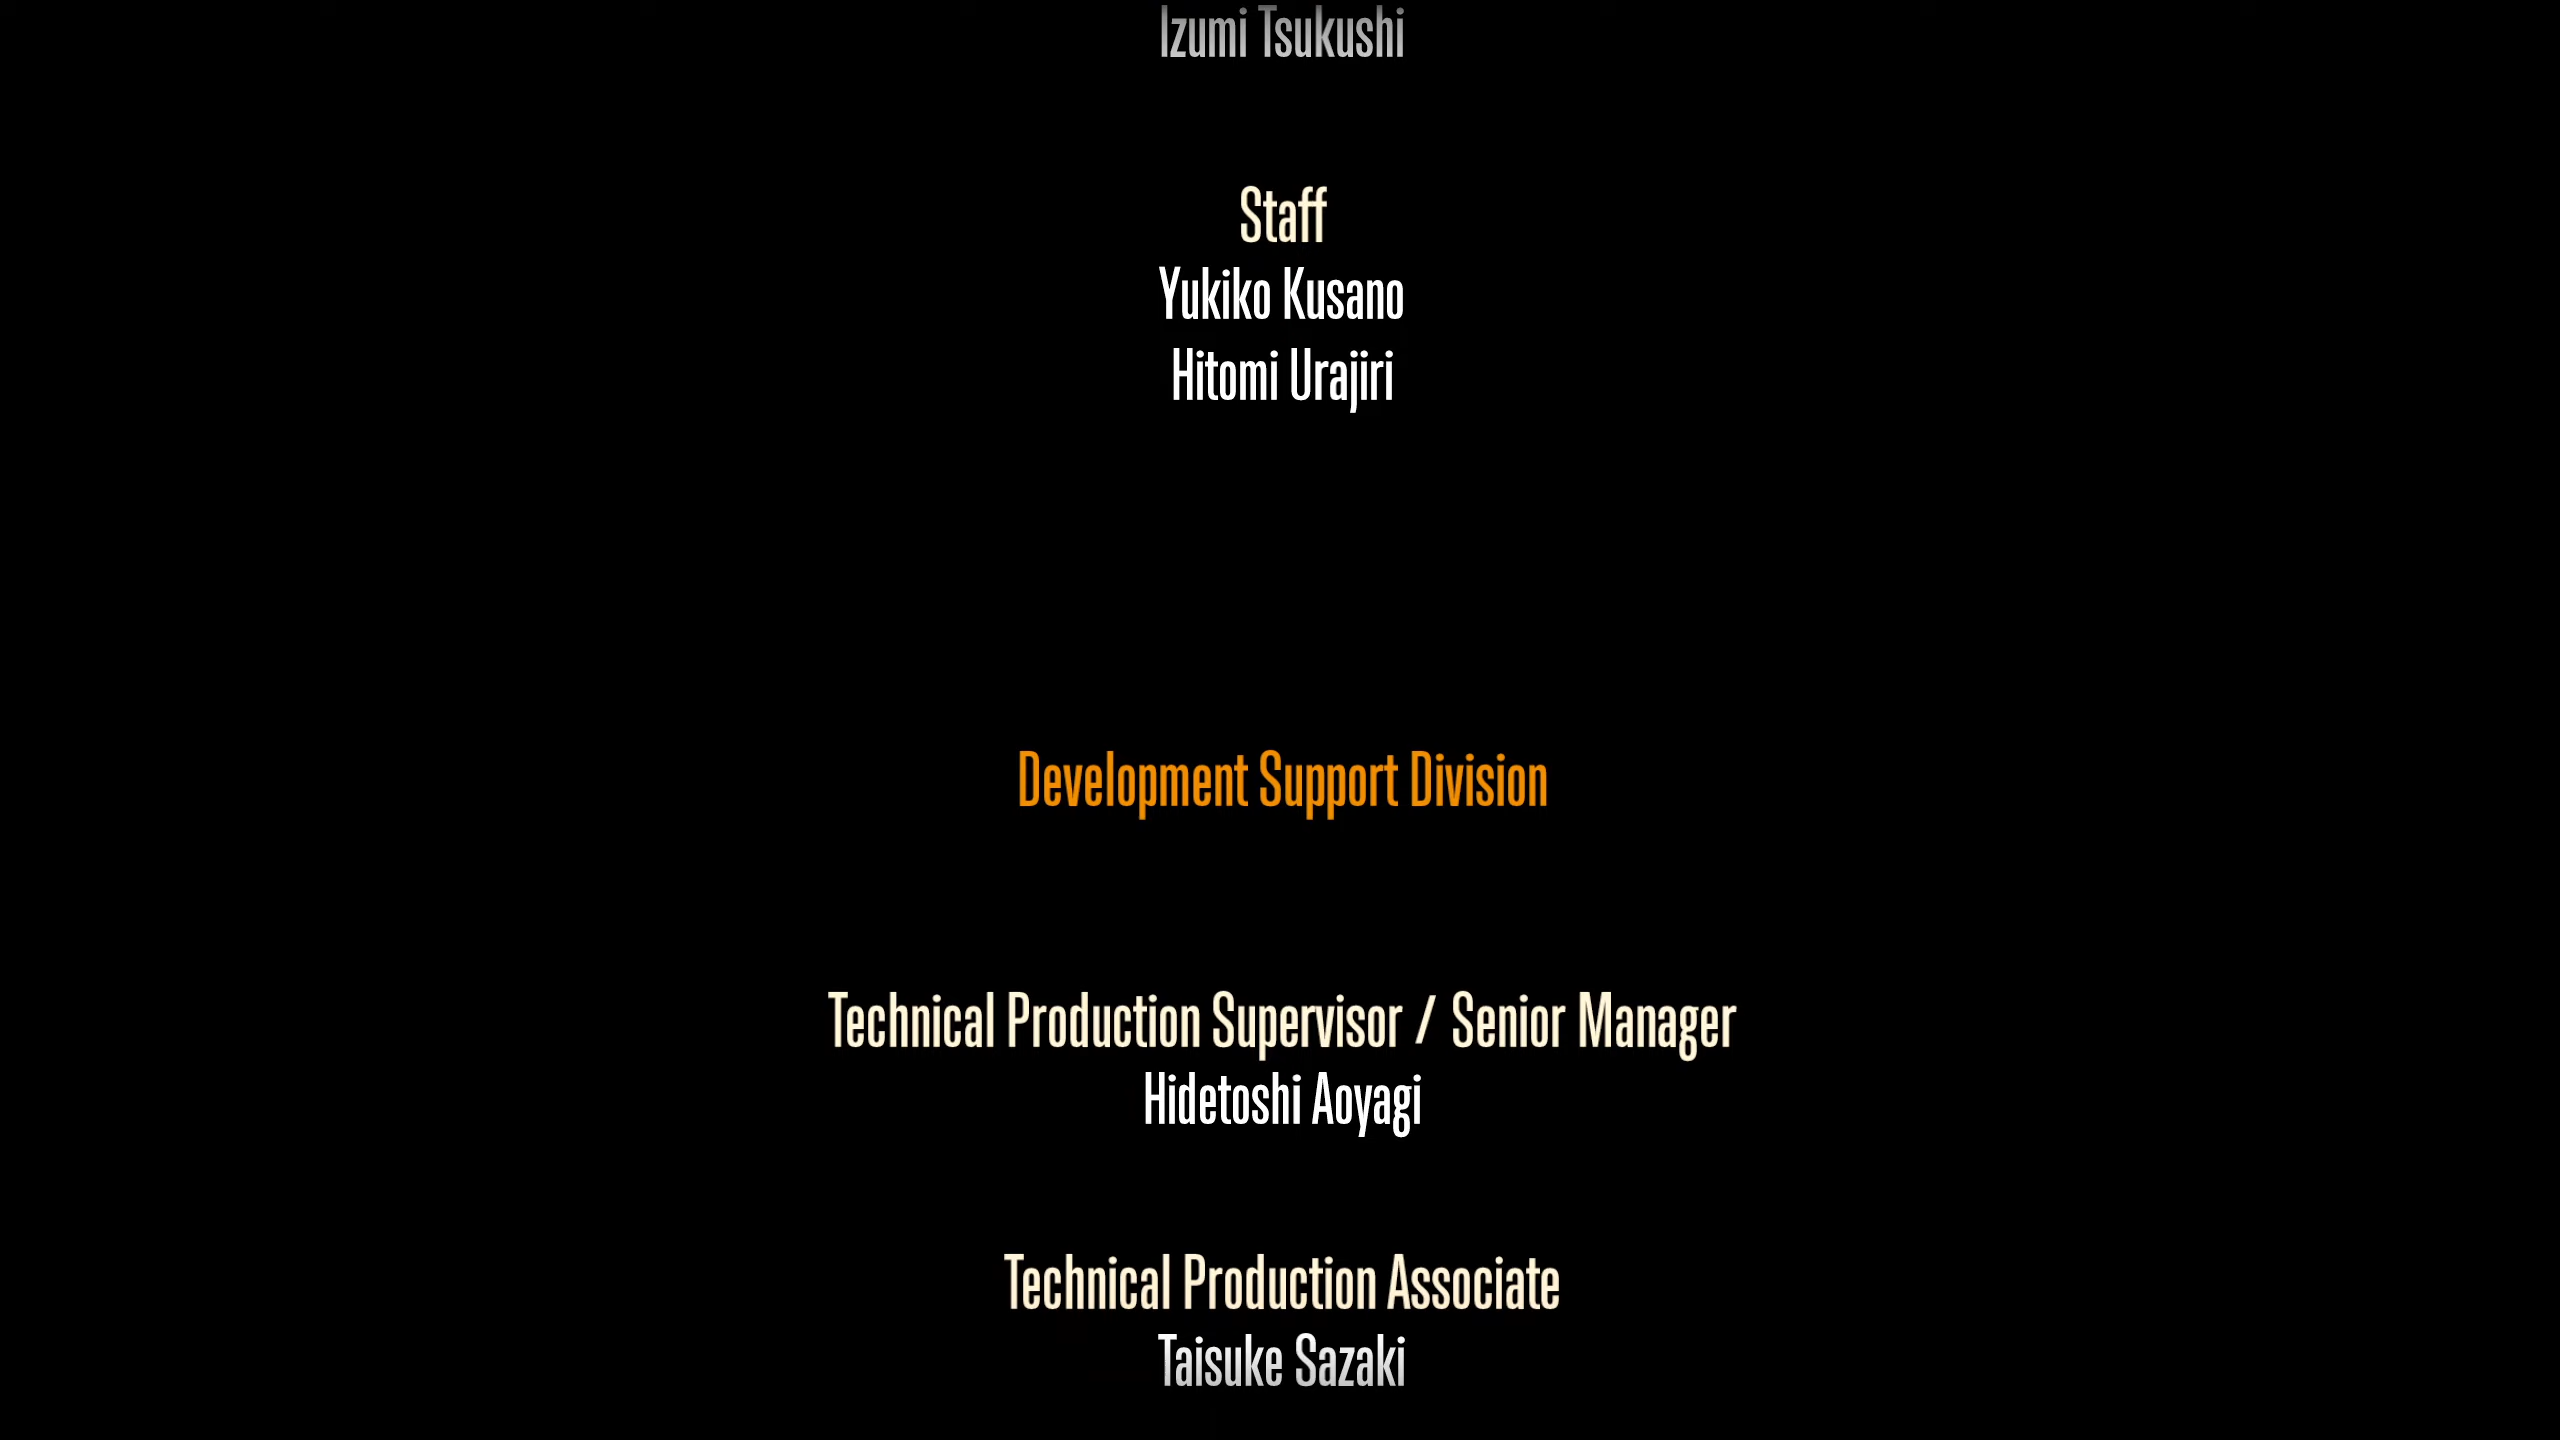 Izumi Tsukushi
Staff
Yukiko Kusano
Hitomi Urajiri
Development Support Division
Technical Production Supervisor / Senior Manager
Hidetoshi Aoyagi
Technical Production Associate
Taisuke Sazaki